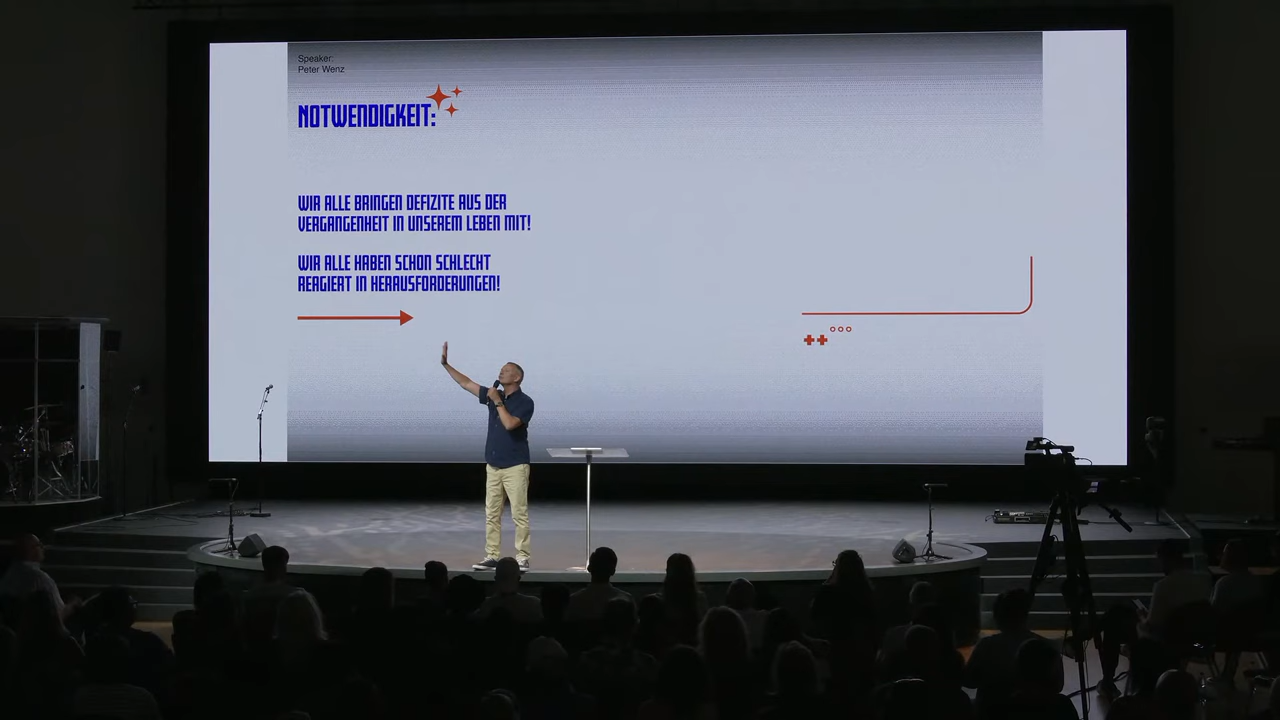 Speaker:
Peter Wenz
NOTWENDIGKEIT:
WIR ALLE BRINGEN DEFIZITE AUS DER
VERGANGENHEIT IN UNSEREM LEBEN MIT!
WIR ALLE HABEN SCHON SCHLECHT
REAGIERT IN HERAUSFORDERUNGEN!